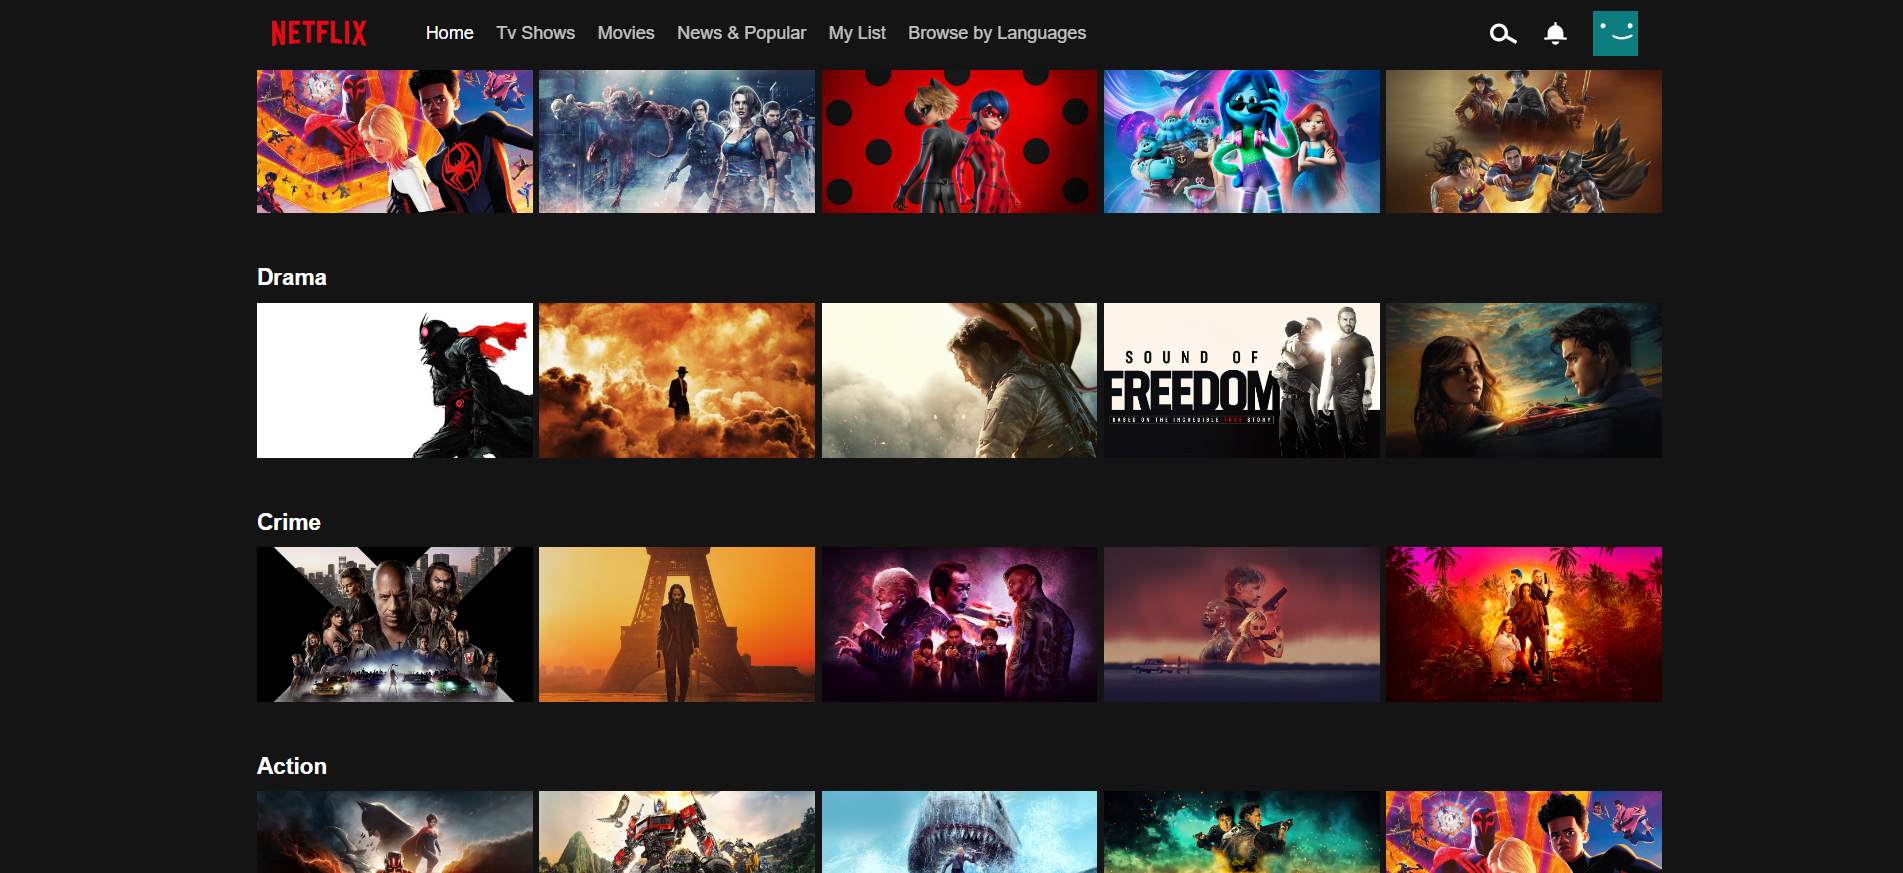 NETFLIX
Home Tv Shows Movies News & Popular My List Browse by Languages
Drama
SOUND OF
FREEDOM
BASED ON THE INCREDIBLE TRUE STORY
Crime
Action